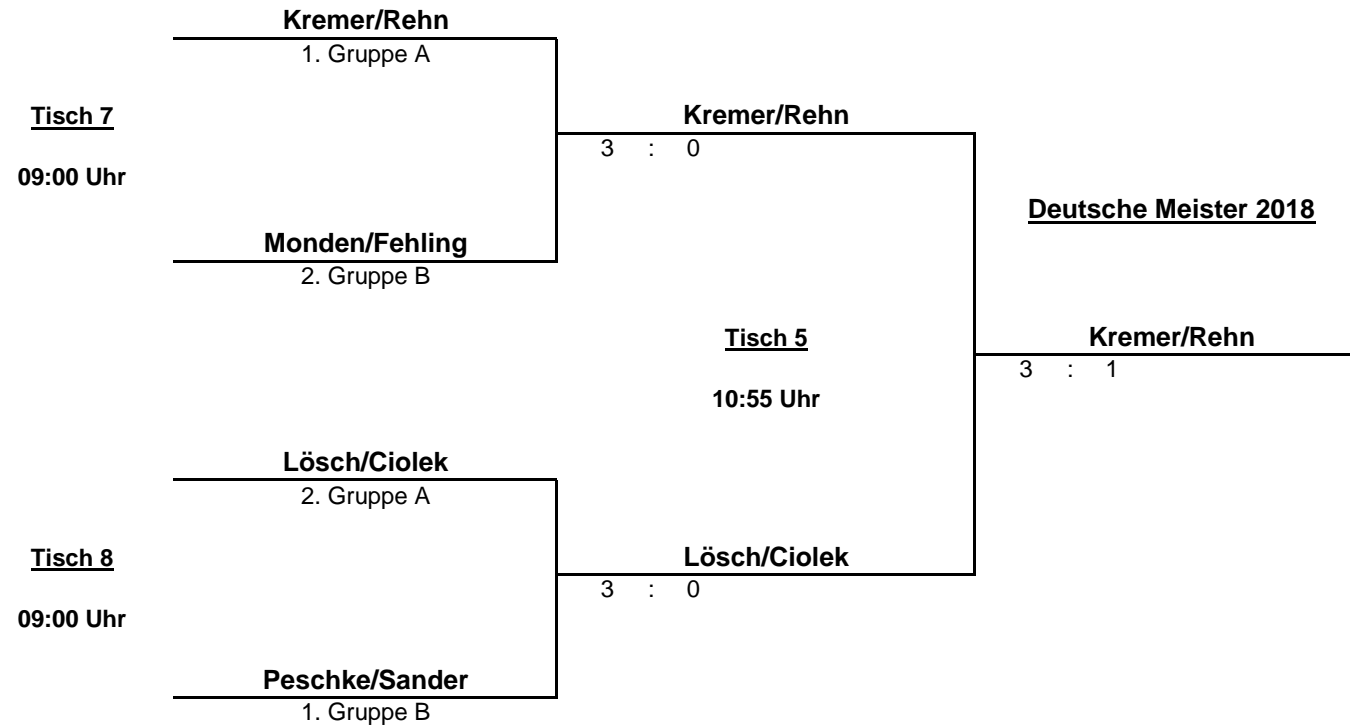 Kremer/Rehn
1. Gruppe A
Tisch 7
Kremer/Rehn
3 : 0
09:00 Uhr
Deutsche Meister 2018
Monden/Fehling
2. Gruppe B
Tisch 5
Kremer/Rehn
3 : 1
10:55 Uhr
Lösch/Ciolek
2. Gruppe A
Tisch 8
Lösch/Ciolek
3 : 0
09:00 Uhr
Peschke/Sander
1. Gruppe B